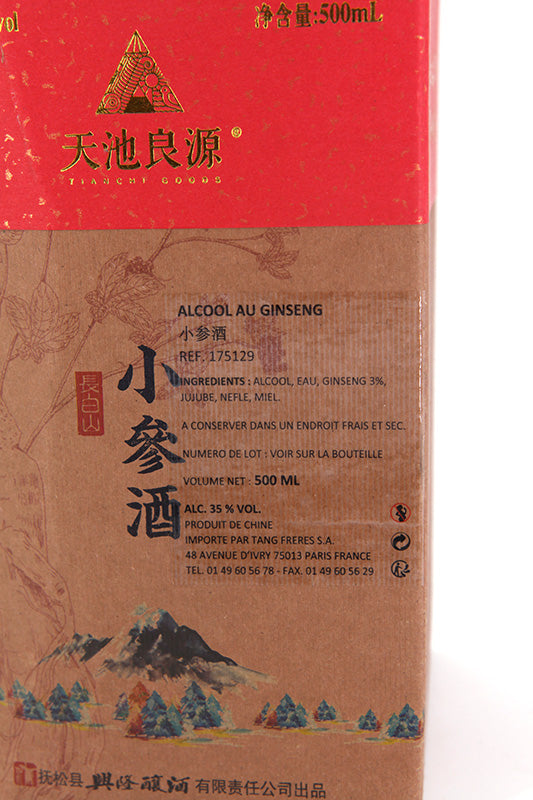 vol
净含量:500mL
天池良源®
TIANCHI GOODS
小參酒
長白山
ALCOOL AU GINSENG
小参酒
REF. 175129
INGREDIENTS : ALCOOL, EAU, GINSENG 3%,
JUJUBE, NEFLE, MIEL.
A CONSERVER DANS UN ENDROIT FRAIS ET SEC.
NUMERO DE LOT : VOIR SUR LA BOUTEILLE
VOLUME NET : 500 ML
ALC. 35 % VOL.
PRODUIT DE CHINE
IMPORTE PAR TANG FRERES S.A.
48 AVENUE D'IVRY 75013 PARIS FRANCE
TEL. 01 49 60 56 78 - FAX. 01 49 60 56 29
抚松县 興隆釀酒 有限责任公司出品